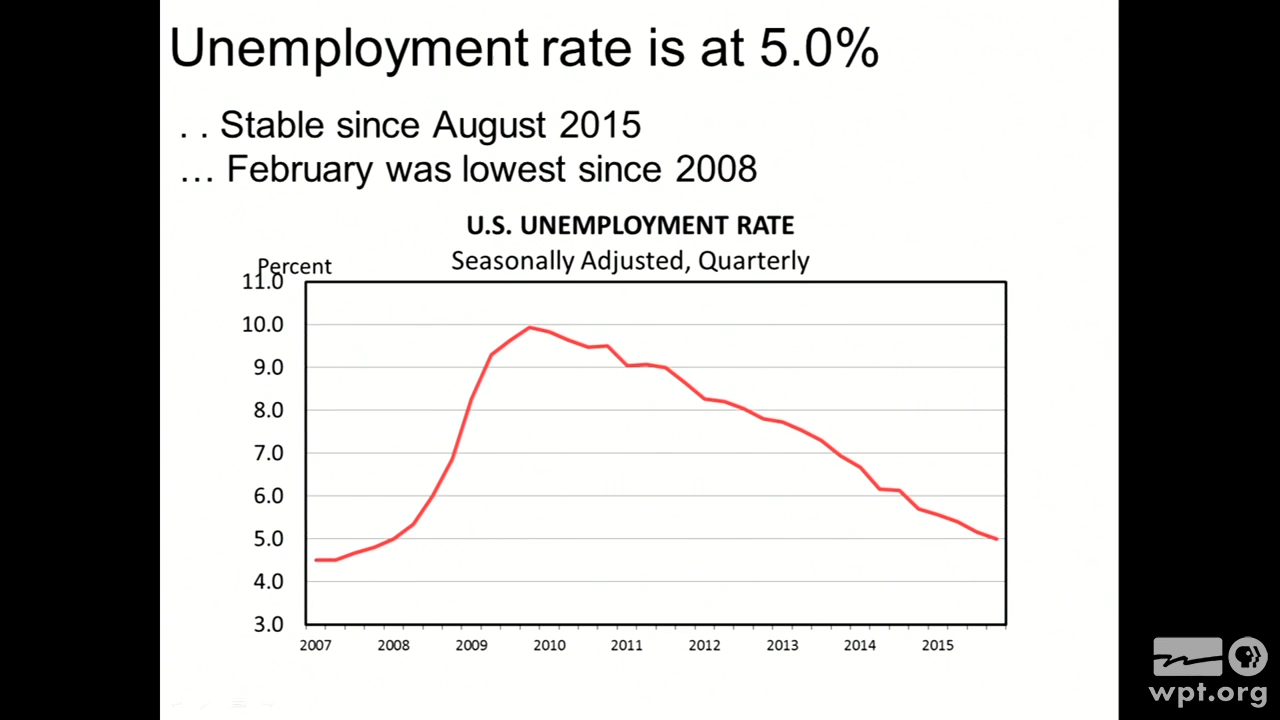 Unemployment rate is at 5.0%
. . Stable since August 2015
… February was lowest since 2008
U.S. UNEMPLOYMENT RATE
Seasonally Adjusted, Quarterly
Percent
11.0
10.0
9.0
8.0
7.0
6.0
5.0
4.0
3.0
2007 2008 2009 2010 2011 2012 2013 2014 2015
PBS
wpt.org